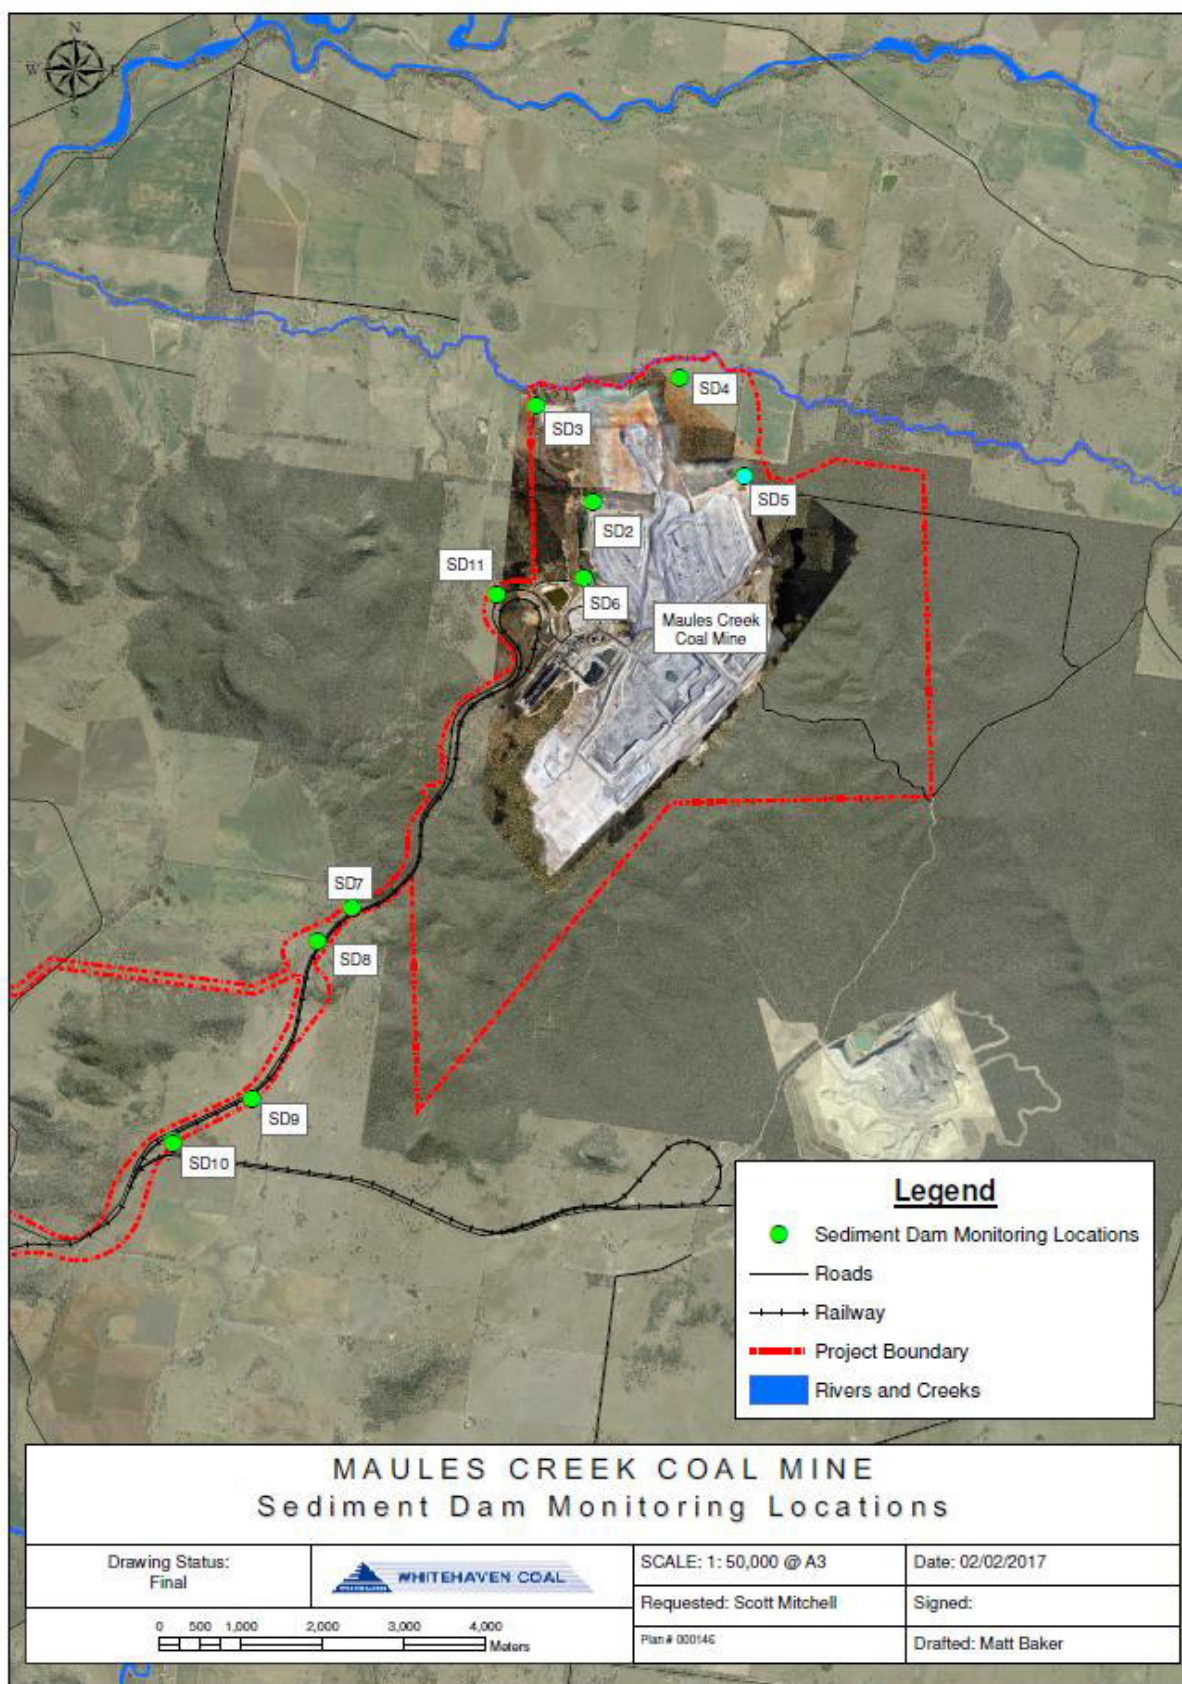 N
W
E
S
SD4
SD3
SD5
SD2
SD11
SD6
Maules Creek
Coal Mine
SD7
SD8
SD9
SD10
Legend
Sediment Dam Monitoring Locations
Roads
Railway
Project Boundary
Rivers and Creeks
MAULES CREEK COAL MINE
Sediment Dam Monitoring Locations
Drawing Status:
Final
WHITEHAVEN COAL
SCALE: 1: 50,000 @ A3
Date: 02/02/2017
Requested: Scott Mitchell
Signed:
0 500 1,000 2,000 3,000 4,000
Meters
Plan # 000146
Drafted: Matt Baker